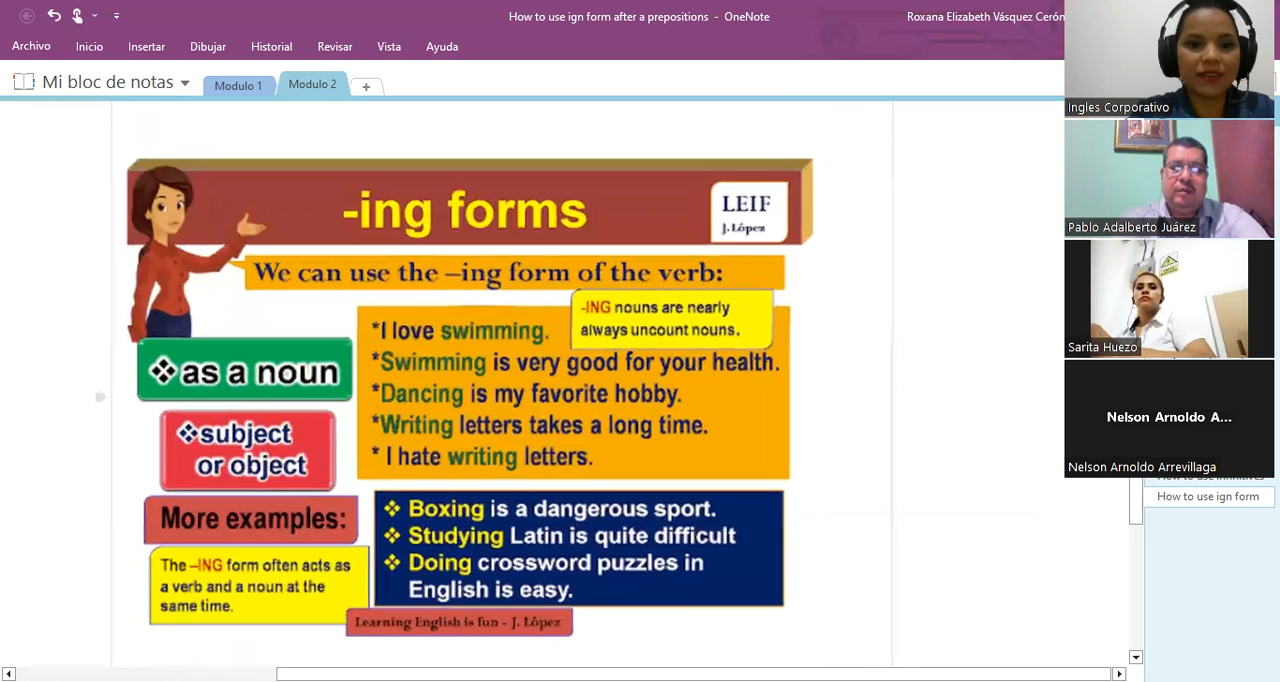 How to use ign form after a prepositions - OneNote
Roxana Elizabeth Vásquez Cerón
Archivo Inicio Insertar Dibujar Historial Revisar Vista Ayuda
Mi bloc de notas Modulo 1 Modulo 2 +
-ing forms
LEIF
J.López
We can use the –ing form of the verb:
-ING nouns are nearly
always uncount nouns.
*I love swimming.
*Swimming is very good for your health.
*Dancing is my favorite hobby.
*Writing letters takes a long time.
* I hate writing letters.
❖as a noun
❖subject
or object
More examples:
❖ Boxing is a dangerous sport.
❖ Studying Latin is quite difficult
❖ Doing crossword puzzles in
English is easy.
The –ING form often acts as
a verb and a noun at the
same time.
Learning English is fun - J. López
Ingles Corporativo
Pablo Adalberto Juárez
Sarita Huezo
Nelson Arnoldo A...
Nelson Arnoldo Arrevillaga
How to use infinitives
How to use ign form